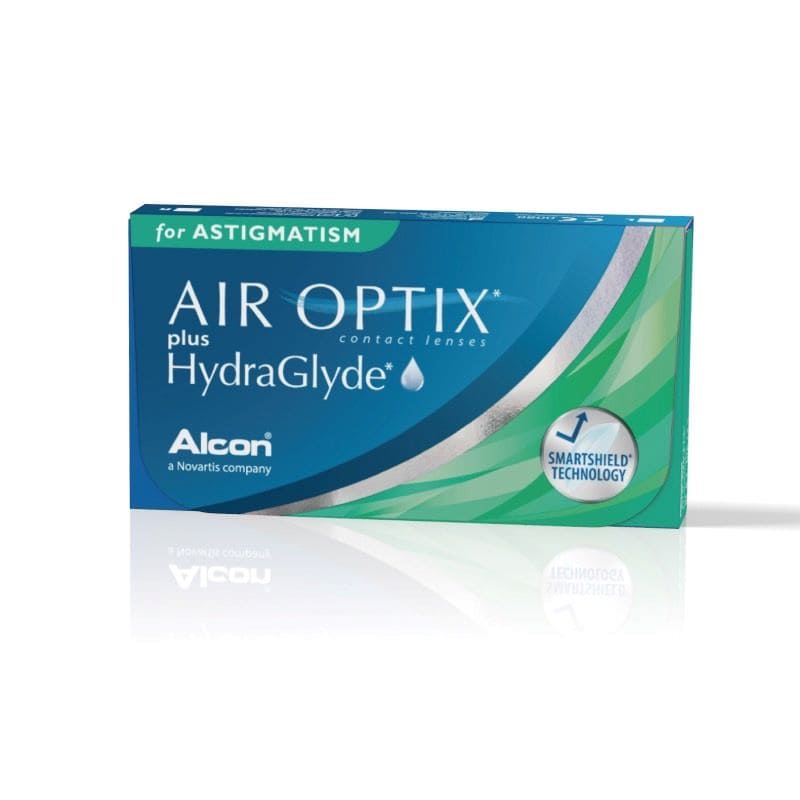 for ASTIGMATISM
AIR OPTIX*
contact lenses
plus
HydraGlyde*
Alcon®
a Novartis company
SMARTSHIELD*
TECHNOLOGY